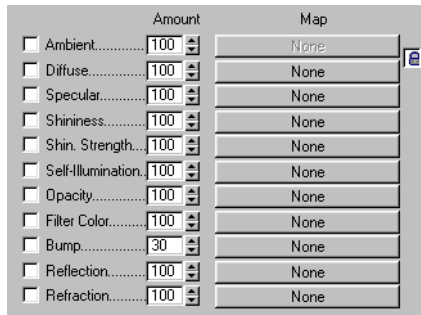 Amount Map
Ambient............ 100 None
Diffuse.............. 100 None
Specular............ 100 None
Shininess........... 100 None
Shin. Strength.... 100 None
Self-Illumination.. 100 None
Opacity............. 100 None
Filter Color......... 100 None
Bump................ 30 None
Reflection.......... 100 None
Refraction.......... 100 None